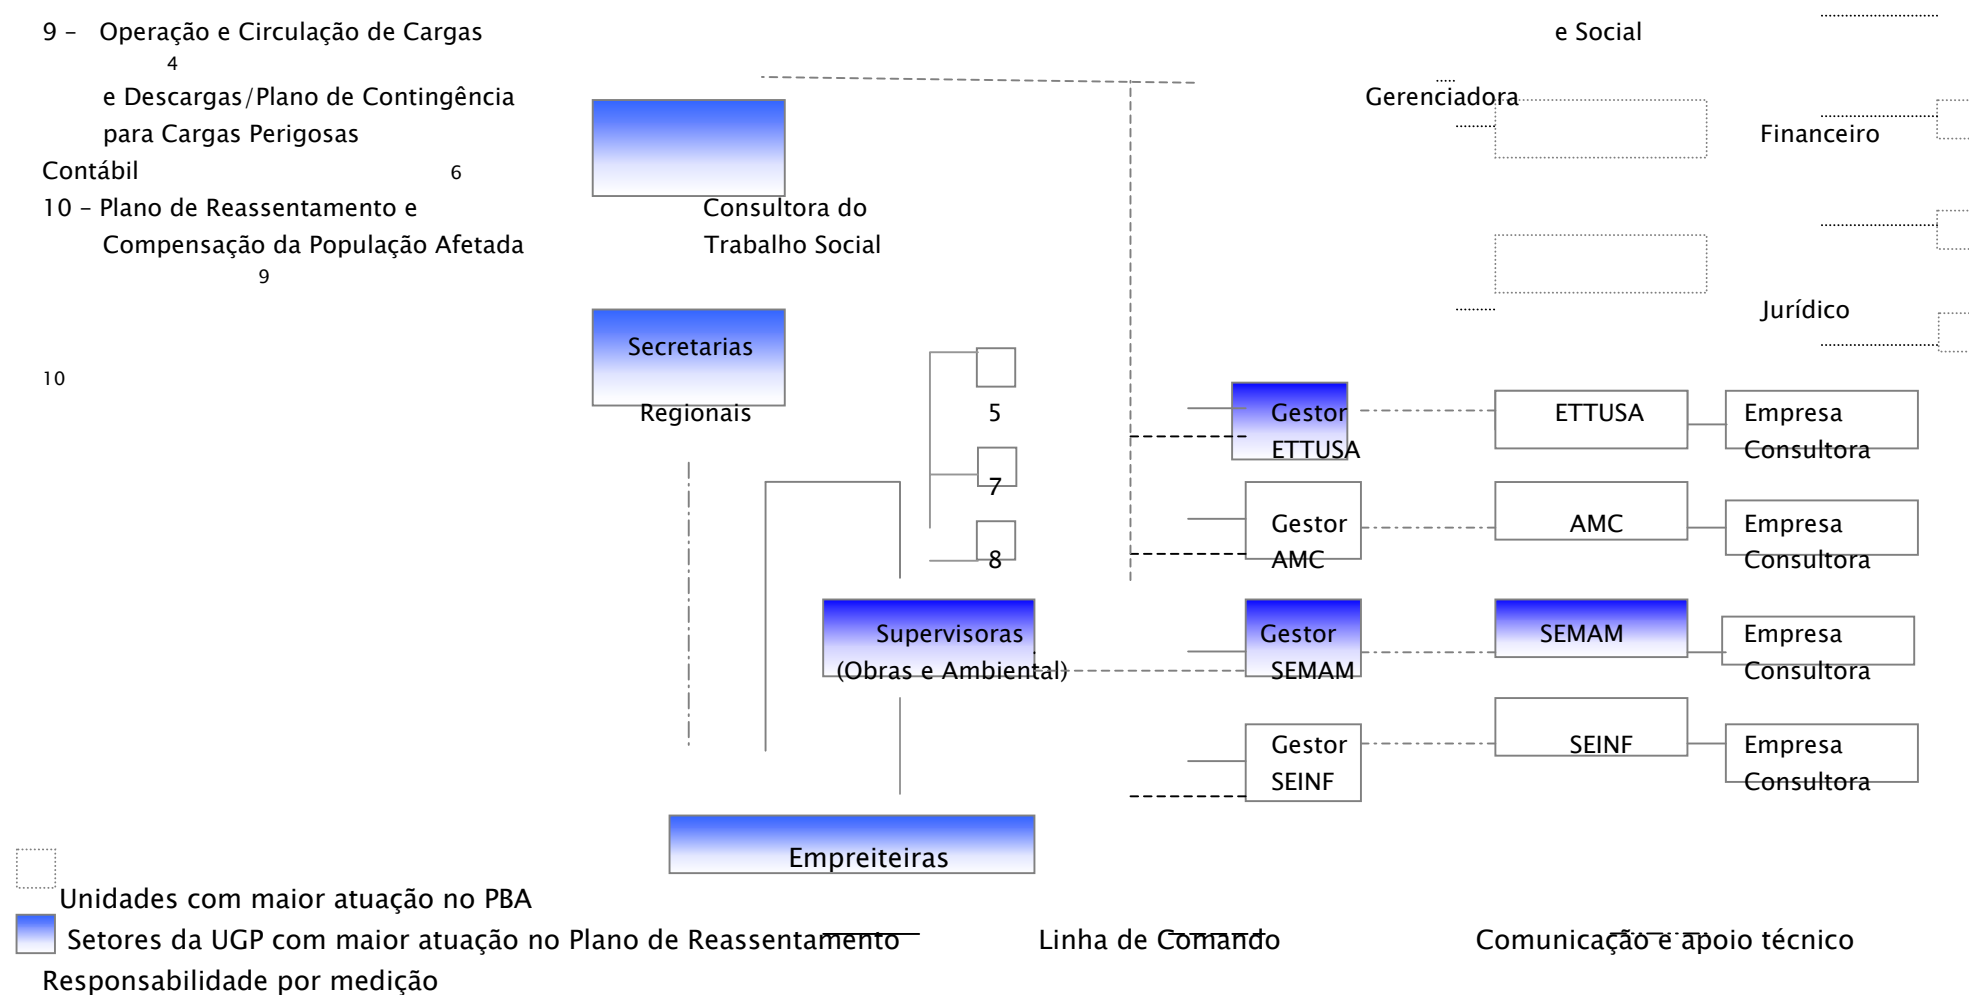 9 – Operação e Circulação de Cargas
e Social
4
e Descargas/Plano de Contingência
Gerenciadora
para Cargas Perigosas
Financeiro
Contábil
6
10 – Plano de Reassentamento e
Consultora do
Compensação da População Afetada
Trabalho Social
9
Jurídico
Secretarias
10
Regionais
5
Gestor
ETTUSA
ETTUSA
Empresa
Consultora
7
Gestor
AMC
AMC
Empresa
Consultora
8
Supervisoras
(Obras e Ambiental)
Gestor
SEMAM
SEMAM
Empresa
Consultora
Gestor
SEINF
SEINF
Empresa
Consultora
Empreiteiras
Unidades com maior atuação no PBA
Setores da UGP com maior atuação no Plano de Reassentamento
Linha de Comando
Comunicação e apoio técnico
Responsabilidade por medição